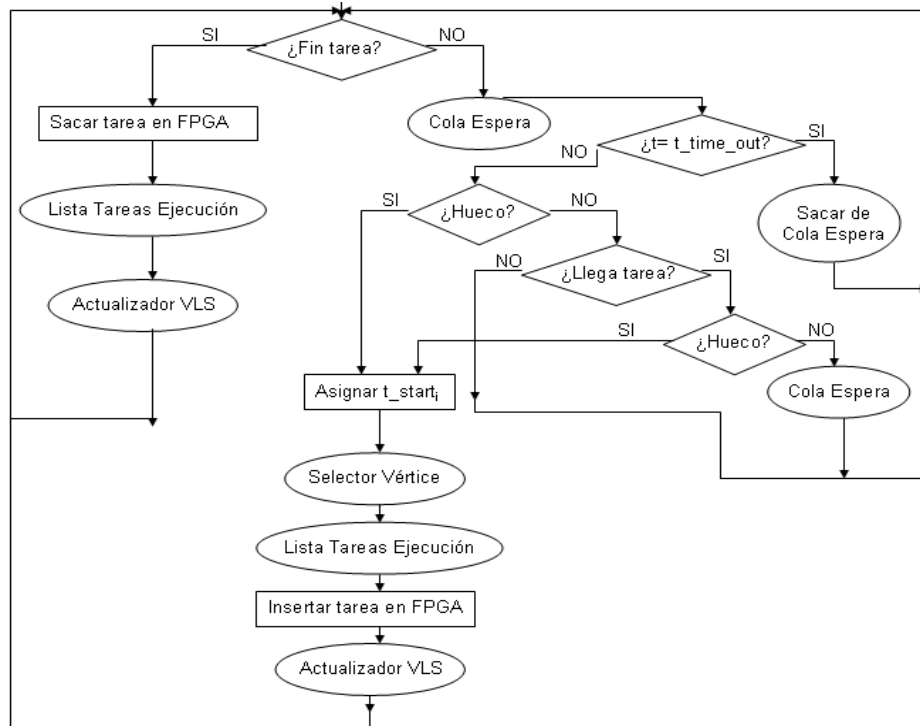 ¿Fin tarea?
SI
NO
Sacar tarea en FPGA
Cola Espera
¿t= t_time_out?
SI
NO
Lista Tareas Ejecución
¿Hueco?
SI
NO
Sacar de
Cola Espera
¿Llega tarea?
NO
SI
Actualizador VLS
¿Hueco?
SI
NO
Asignar t_startᵢ
Cola Espera
Selector Vértice
Lista Tareas Ejecución
Insertar tarea en FPGA
Actualizador VLS